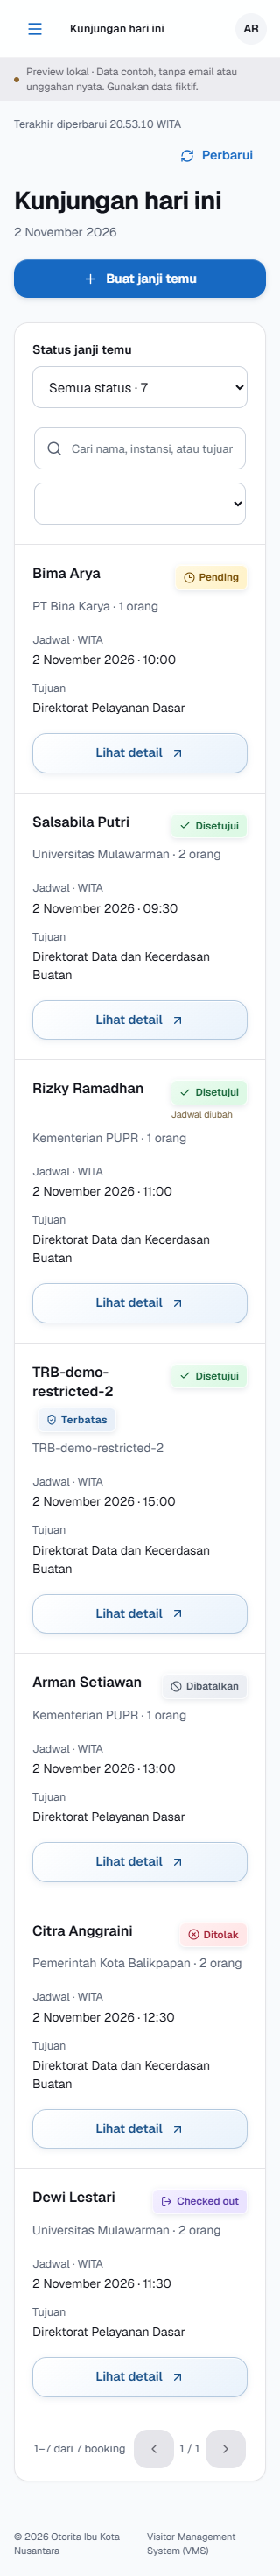 Kunjungan hari ini
AR
Preview lokal · Data contoh, tanpa email atau
unggahan nyata. Gunakan data fiktif.
Terakhir diperbarui 20.53.10 WITA
Perbarui
Kunjungan hari ini
2 November 2026
Buat janji temu
Status janji temu
Semua status · 7
Cari nama, instansi, atau tujuar
Bima Arya
Pending
PT Bina Karya · 1 orang
Jadwal · WITA
2 November 2026 · 10:00
Tujuan
Direktorat Pelayanan Dasar
Lihat detail
Salsabila Putri
Disetujui
Universitas Mulawarman · 2 orang
Jadwal · WITA
2 November 2026 · 09:30
Tujuan
Direktorat Data dan Kecerdasan
Buatan
Lihat detail
Rizky Ramadhan
Disetujui
Jadwal diubah
Kementerian PUPR · 1 orang
Jadwal · WITA
2 November 2026 · 11:00
Tujuan
Direktorat Data dan Kecerdasan
Buatan
Lihat detail
TRB-demo-
restricted-2
Disetujui
Terbatas
TRB-demo-restricted-2
Jadwal · WITA
2 November 2026 · 15:00
Tujuan
Direktorat Data dan Kecerdasan
Buatan
Lihat detail
Arman Setiawan
Dibatalkan
Kementerian PUPR · 1 orang
Jadwal · WITA
2 November 2026 · 13:00
Tujuan
Direktorat Pelayanan Dasar
Lihat detail
Citra Anggraini
Ditolak
Pemerintah Kota Balikpapan · 2 orang
Jadwal · WITA
2 November 2026 · 12:30
Tujuan
Direktorat Data dan Kecerdasan
Buatan
Lihat detail
Dewi Lestari
Checked out
Universitas Mulawarman · 2 orang
Jadwal · WITA
2 November 2026 · 11:30
Tujuan
Direktorat Pelayanan Dasar
Lihat detail
1–7 dari 7 booking
1 / 1
© 2026 Otorita Ibu Kota
Nusantara
Visitor Management
System (VMS)